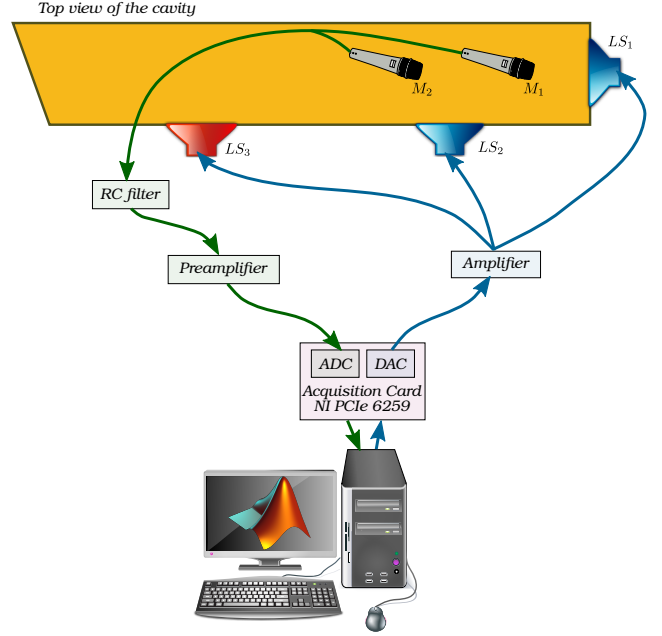 Top view of the cavity
LS₁
M₂
M₁
LS₃
LS₂
RC filter
Preamplifier
Amplifier
ADC
DAC
Acquisition Card
NI PCIe 6259